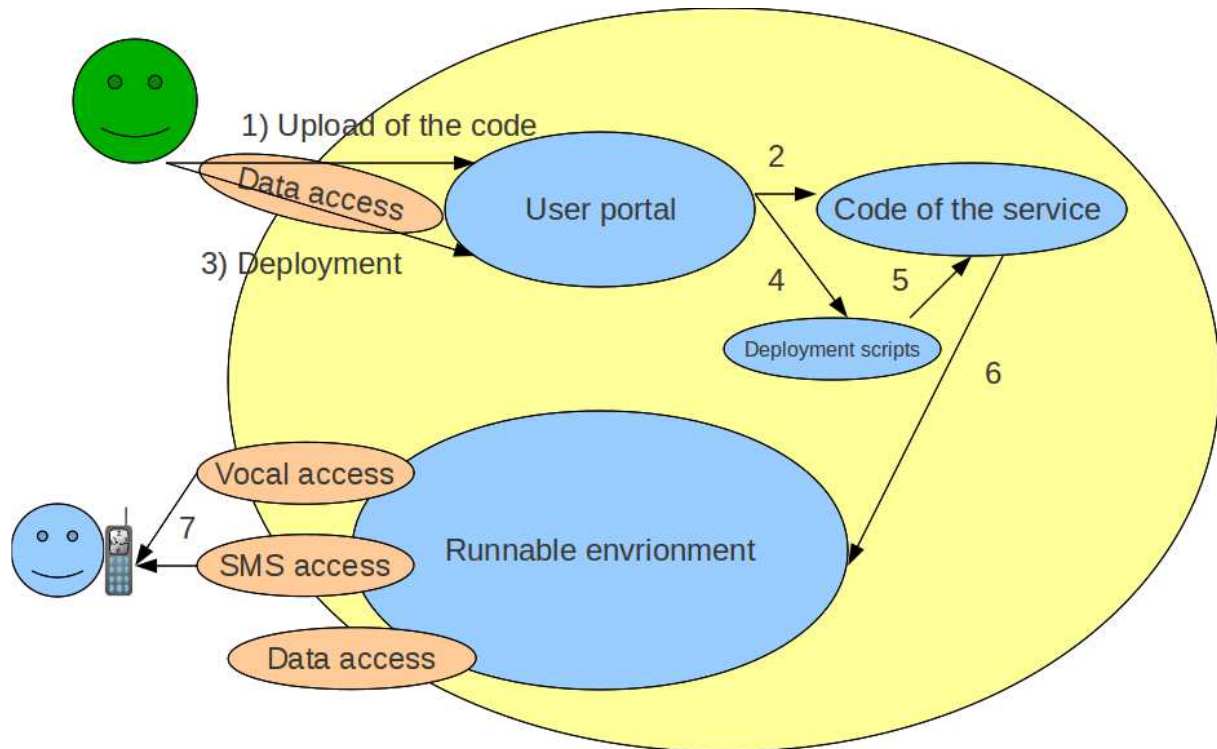 1) Upload of the code
2
Data access
User portal
Code of the service
3) Deployment
4
5
Deployment scripts
6
Vocal access
7
Runnable envrionment
SMS access
Data access